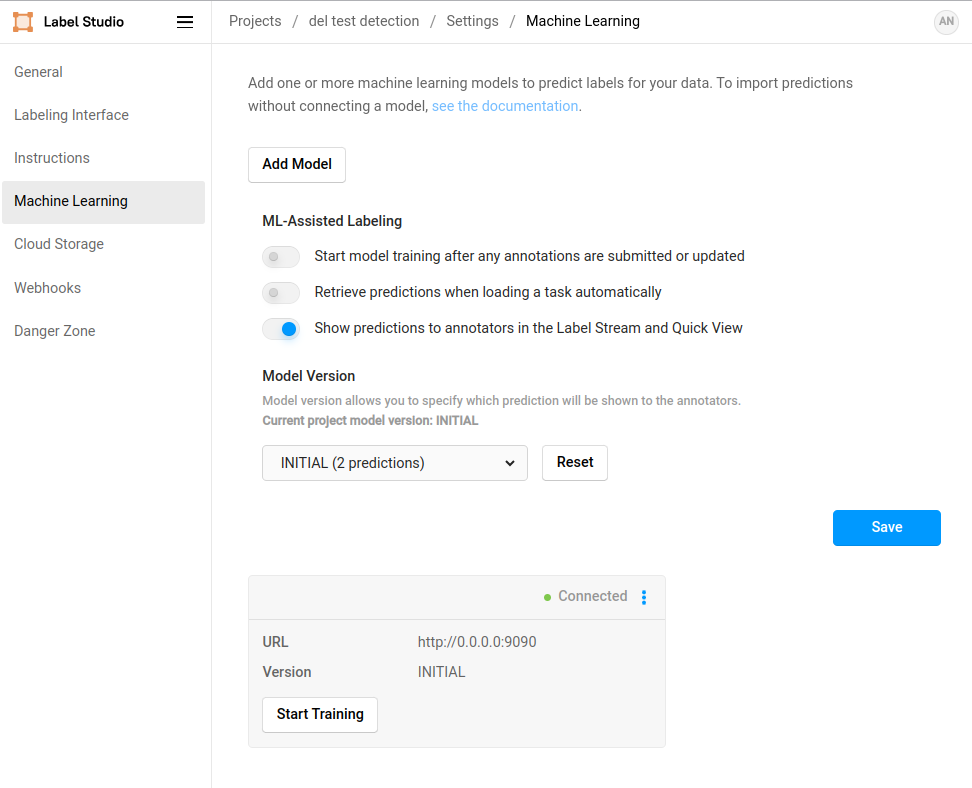 Label Studio
Projects / del test detection / Settings / Machine Learning
AN
General
Labeling Interface
Instructions
Machine Learning
Cloud Storage
Webhooks
Danger Zone
Add one or more machine learning models to predict labels for your data. To import predictions
without connecting a model, see the documentation.
Add Model
ML-Assisted Labeling
Start model training after any annotations are submitted or updated
Retrieve predictions when loading a task automatically
Show predictions to annotators in the Label Stream and Quick View
Model Version
Model version allows you to specify which prediction will be shown to the annotators.
Current project model version: INITIAL
INITIAL (2 predictions)
Reset
Save
Connected
URL http://0.0.0.0:9090
Version INITIAL
Start Training